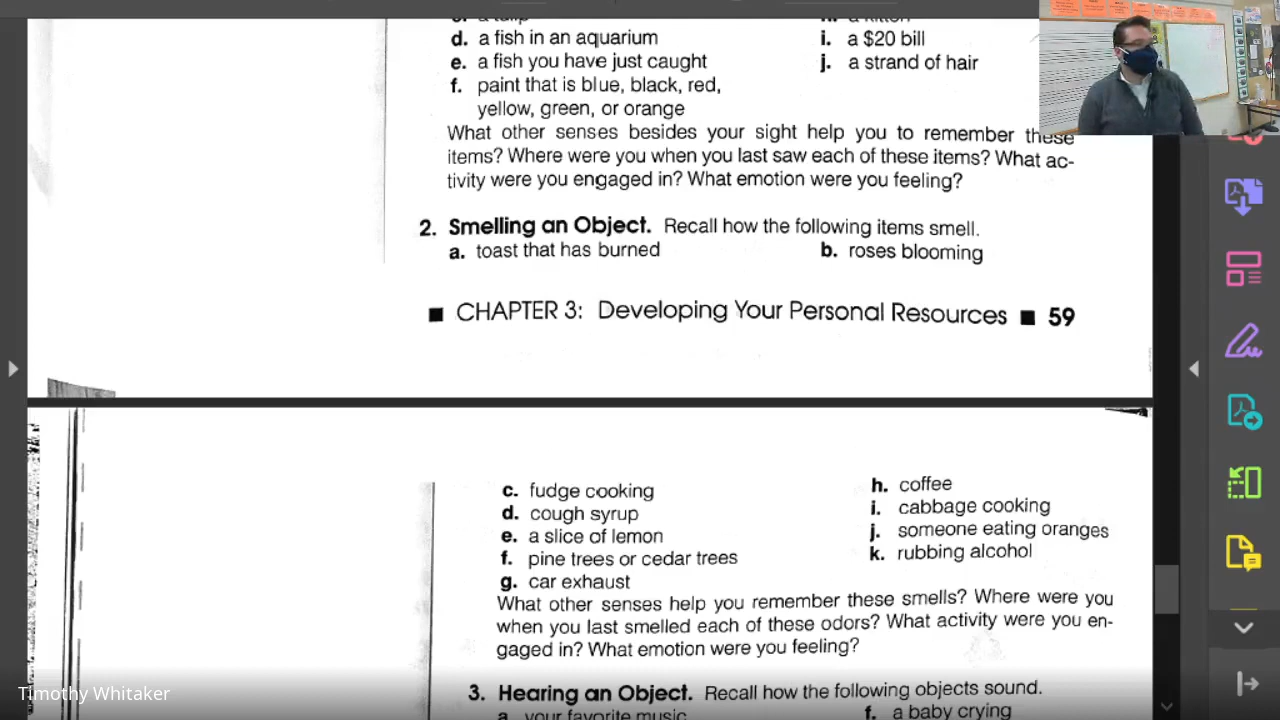 c. a tulip
h. a kitten
d. a fish in an aquarium
i. a $20 bill
e. a fish you have just caught
j. a strand of hair
f. paint that is blue, black, red,
yellow, green, or orange
What other senses besides your sight help you to remember these
items? Where were you when you last saw each of these items? What ac-
tivity were you engaged in? What emotion were you feeling?
2. Smelling an Object. Recall how the following items smell.
a. toast that has burned
b. roses blooming
■ CHAPTER 3: Developing Your Personal Resources ■ 59
c. fudge cooking
d. cough syrup
e. a slice of lemon
f. pine trees or cedar trees
g. car exhaust
h. coffee
i. cabbage cooking
j. someone eating oranges
k. rubbing alcohol
What other senses help you remember these smells? Where were you
when you last smelled each of these odors? What activity were you en-
gaged in? What emotion were you feeling?
3. Hearing an Object. Recall how the following objects sound.
a. your favorite music
f. a baby crying
Timothy Whitaker